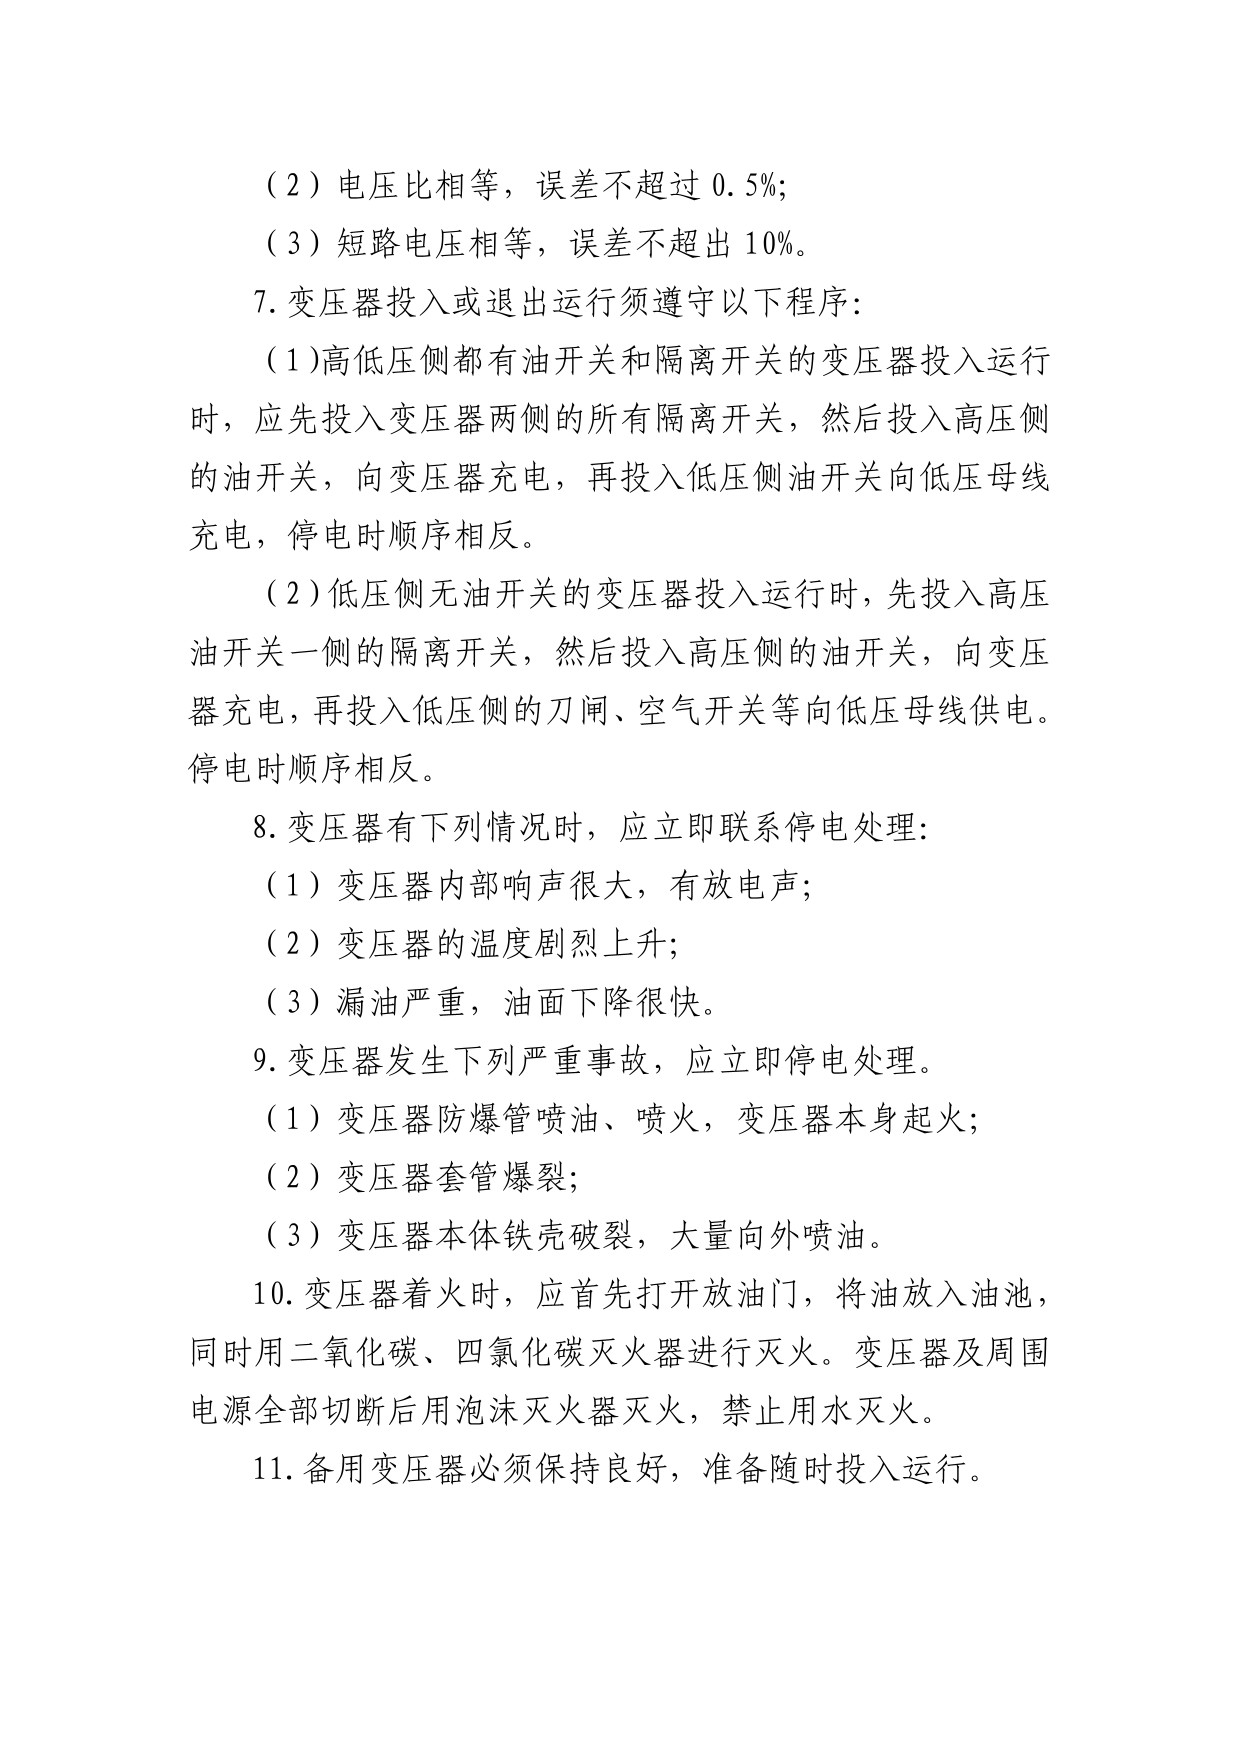 （2）电压比相等，误差不超过 0.5%；
（3）短路电压相等，误差不超出 10%。
7.变压器投入或退出运行须遵守以下程序：
（1)高低压侧都有油开关和隔离开关的变压器投入运行
时，应先投入变压器两侧的所有隔离开关，然后投入高压侧
的油开关，向变压器充电，再投入低压侧油开关向低压母线
充电，停电时顺序相反。
（2)低压侧无油开关的变压器投入运行时，先投入高压
油开关一侧的隔离开关，然后投入高压侧的油开关，向变压
器充电，再投入低压侧的刀闸、空气开关等向低压母线供电。
停电时顺序相反。
8.变压器有下列情况时，应立即联系停电处理：
（1）变压器内部响声很大，有放电声；
（2）变压器的温度剧烈上升；
（3）漏油严重，油面下降很快。
9.变压器发生下列严重事故，应立即停电处理。
（1）变压器防爆管喷油、喷火，变压器本身起火；
（2）变压器套管爆裂；
（3）变压器本体铁壳破裂，大量向外喷油。
10.变压器着火时，应首先打开放油门，将油放入油池，
同时用二氧化碳、四氯化碳灭火器进行灭火。变压器及周围
电源全部切断后用泡沫灭火器灭火，禁止用水灭火。
11.备用变压器必须保持良好，准备随时投入运行。